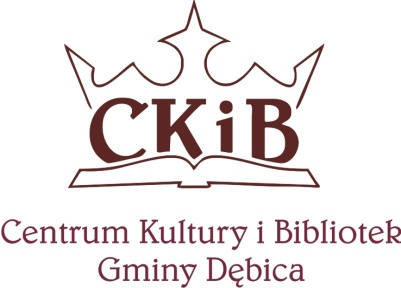 CKiB
Centrum Kultury i Bibliotek
Gminy Dębica